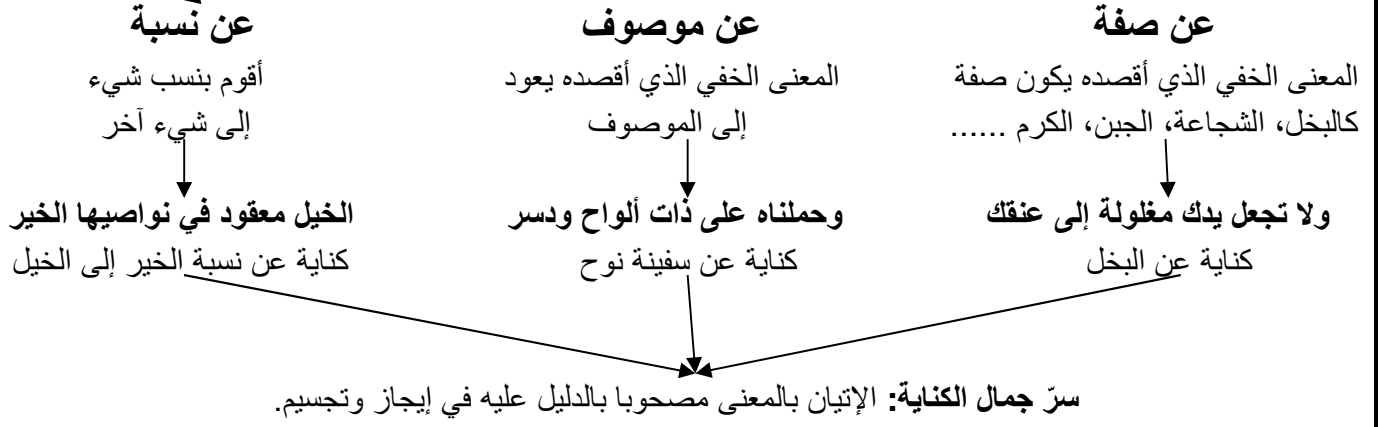 عن صفة
عن موصوف
عن نسبة
المعنى الخفي الذي أقصده يكون صفة
كالبخل، الشجاعة، الجبن، الكرم ......
المعنى الخفي الذي أقصده يعود
إلى الموصوف
أقوم بنسب شيء
إلى شيء آخر
ولا تجعل يدك مغلولة إلى عنقك
كناية عن البخل
وحملناه على ذات ألواح ودسر
كناية عن سفينة نوح
الخيل معقود في نواصيها الخير
كناية عن نسبة الخير إلى الخيل
سرّ جمال الكناية: الإتيان بالمعنى مصحوبا بالدليل عليه في إيجاز وتجسيم.